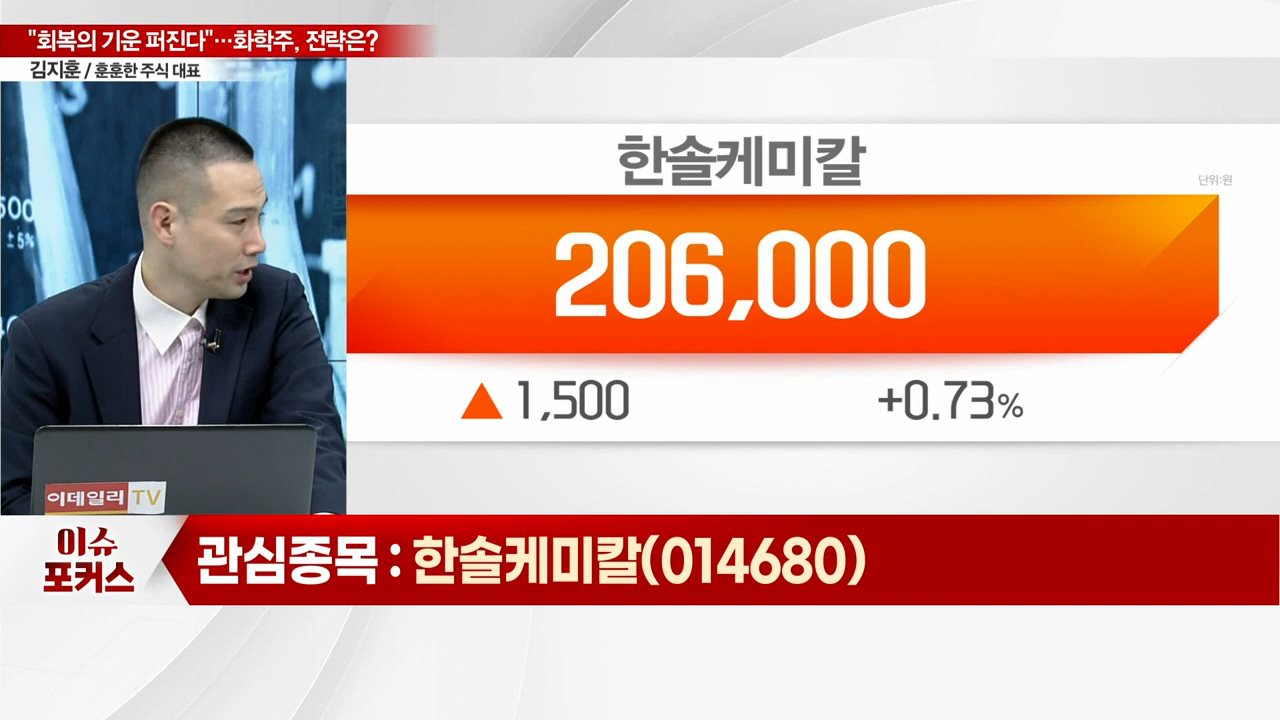 "회복의 기운 퍼진다"…화학주, 전략은?
김지훈 / 훈훈한 주식 대표
한솔케미칼
단위:원
206,000
▲ 1,500 +0.73%
500
±5%
이데일리 TV
이슈
포커스
관심종목 : 한솔케미칼(014680)